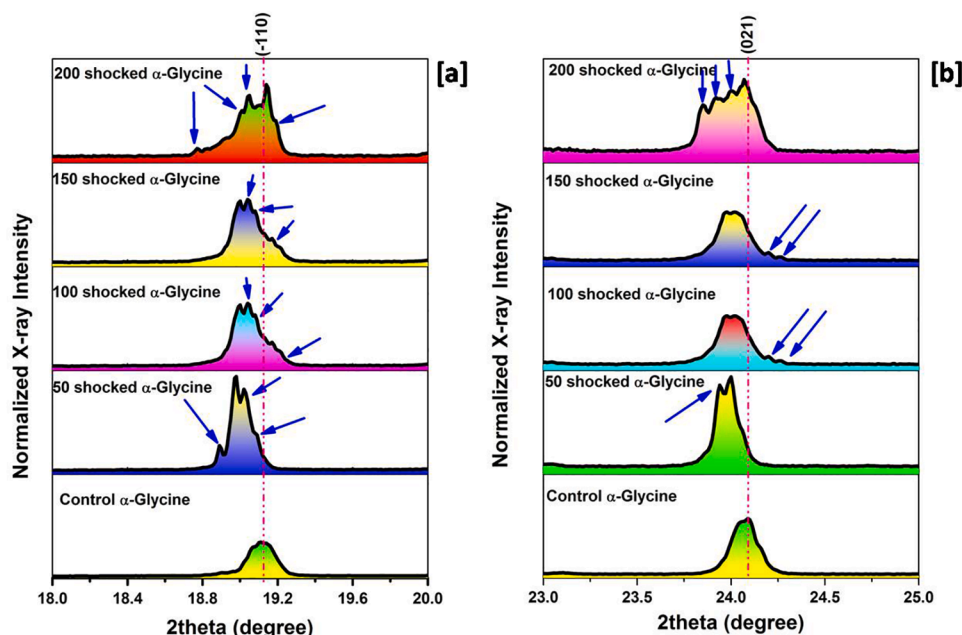 (-110)
[a]
200 shocked α-Glycine
150 shocked α-Glycine
100 shocked α-Glycine
50 shocked α-Glycine
Control α-Glycine
Normalized X-ray Intensity
18.0 18.4 18.8 19.2 19.6 20.0
2theta (degree)
(021)
[b]
200 shocked α-Glycine
150 shocked α-Glycine
100 shocked α-Glycine
50 shocked α-Glycine
Control α-Glycine
Normalized X-ray Intensity
23.0 23.5 24.0 24.5 25.0
2theta (degree)